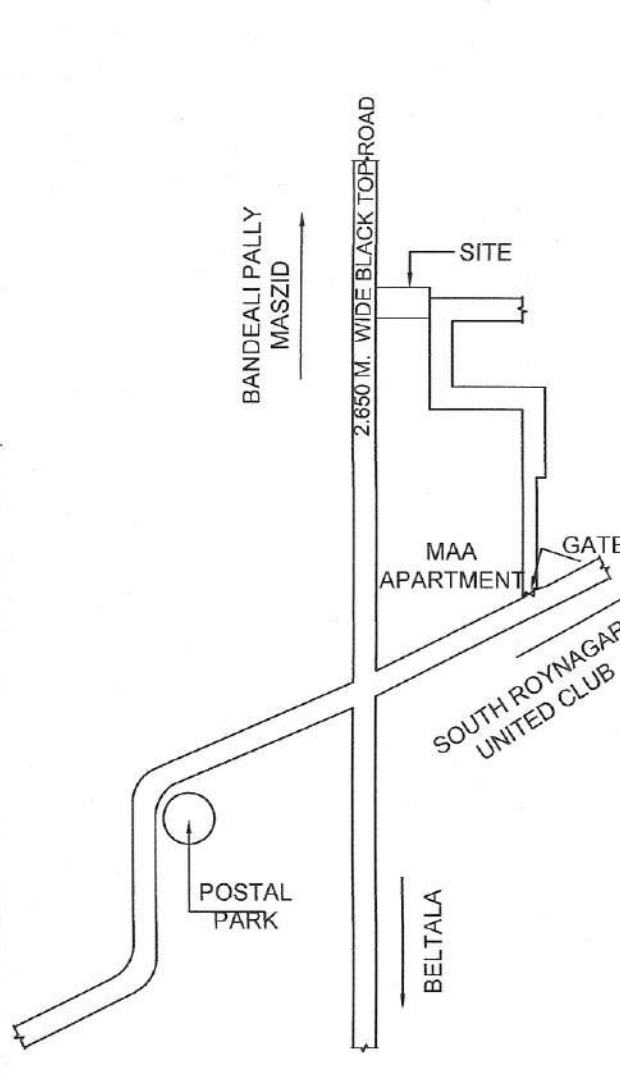 2.650 M. WIDE BLACK TOP ROAD
BANDEALI PALLY
MASZID
SITE
MAA
APARTMENT
GATE
SOUTH ROYNAGAR
UNITED CLUB
POSTAL
PARK
BELTALA